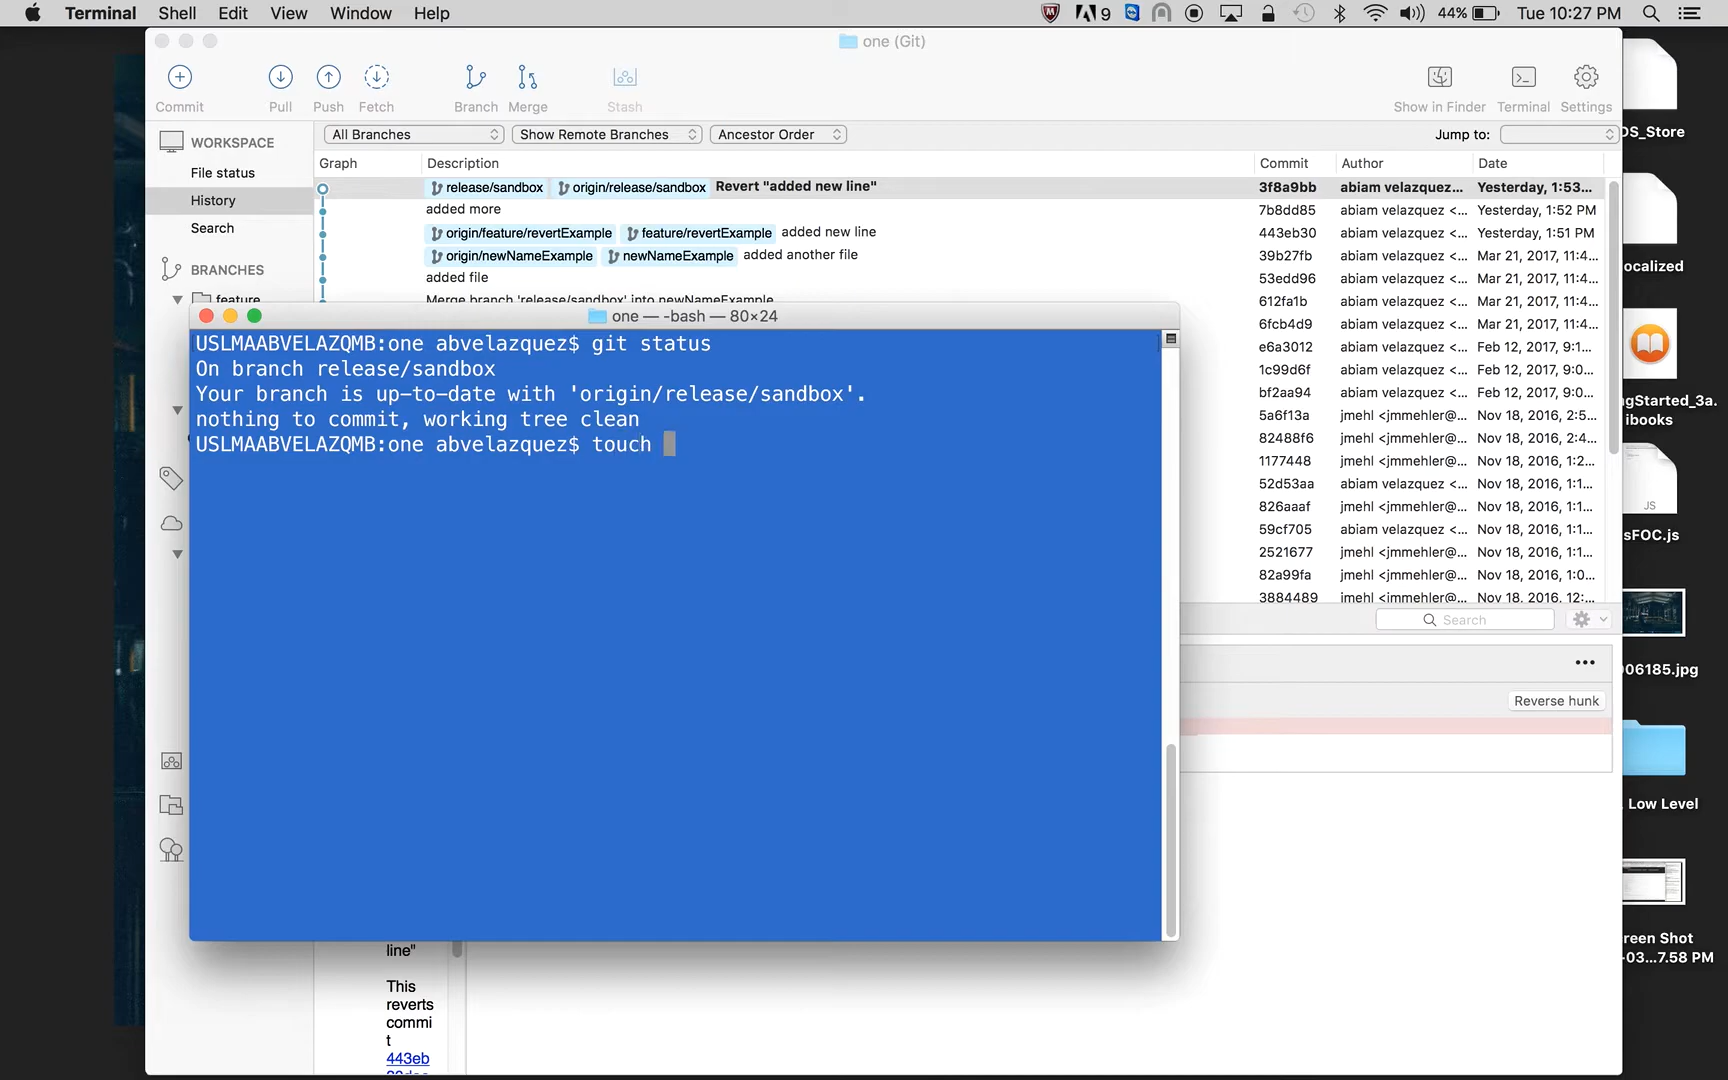 Terminal Shell Edit View Window Help 9 44% Tue 10:27 PM
one (Git)
Commit Pull Push Fetch Branch Merge Stash Show in Finder Terminal Settings
WORKSPACE
File status
History
Search
BRANCHES
feature
All Branches Show Remote Branches Ancestor Order Jump to:
Graph Description Commit Author Date
release/sandbox origin/release/sandbox Revert "added new line" 3f8a9bb abiam velazquez... Yesterday, 1:53...
added more 7b8dd85 abiam velazquez <... Yesterday, 1:52 PM
origin/feature/revertExample feature/revertExample added new line 443eb30 abiam velazquez <... Yesterday, 1:51 PM
origin/newNameExample newNameExample added another file 39b27fb abiam velazquez <... Mar 21, 2017, 11:4...
added file 53edd96 abiam velazquez <... Mar 21, 2017, 11:4...
Merge branch 'release/sandbox' into newNameExample 612fa1b abiam velazquez <... Mar 21, 2017, 11:4...
6fcb4d9 abiam velazquez <... Mar 21, 2017, 11:4...
e6a3012 abiam velazquez <... Feb 12, 2017, 9:1...
1c99d6f abiam velazquez <... Feb 12, 2017, 9:0...
bf2aa94 abiam velazquez <... Feb 12, 2017, 9:0...
5a6f13a jmehl <jmmehler@... Nov 18, 2016, 2:5...
82488f6 jmehl <jmmehler@... Nov 18, 2016, 2:4...
1177448 jmehl <jmmehler@... Nov 18, 2016, 1:2...
52d53aa abiam velazquez <... Nov 18, 2016, 1:1...
826aaaf jmehl <jmmehler@... Nov 18, 2016, 1:1...
59cf705 abiam velazquez <... Nov 18, 2016, 1:1...
2521677 jmehl <jmmehler@... Nov 18, 2016, 1:1...
82a99fa jmehl <jmmehler@... Nov 18, 2016, 1:0...
3884489 jmehl <jmmehler@... Nov 18, 2016, 12:...
one — -bash — 80×24
USLMAABVELAZQMB:one abvelazquez$ git status
On branch release/sandbox
Your branch is up-to-date with 'origin/release/sandbox'.
nothing to commit, working tree clean
USLMAABVELAZQMB:one abvelazquez$ touch
Search
Reverse hunk
line"
This
reverts
commi
t
443eb
DS_Store
ocalized
ngStarted_3a.
ibooks
JS
sFOC.js
06185.jpg
Low Level
reen Shot
-03...7.58 PM